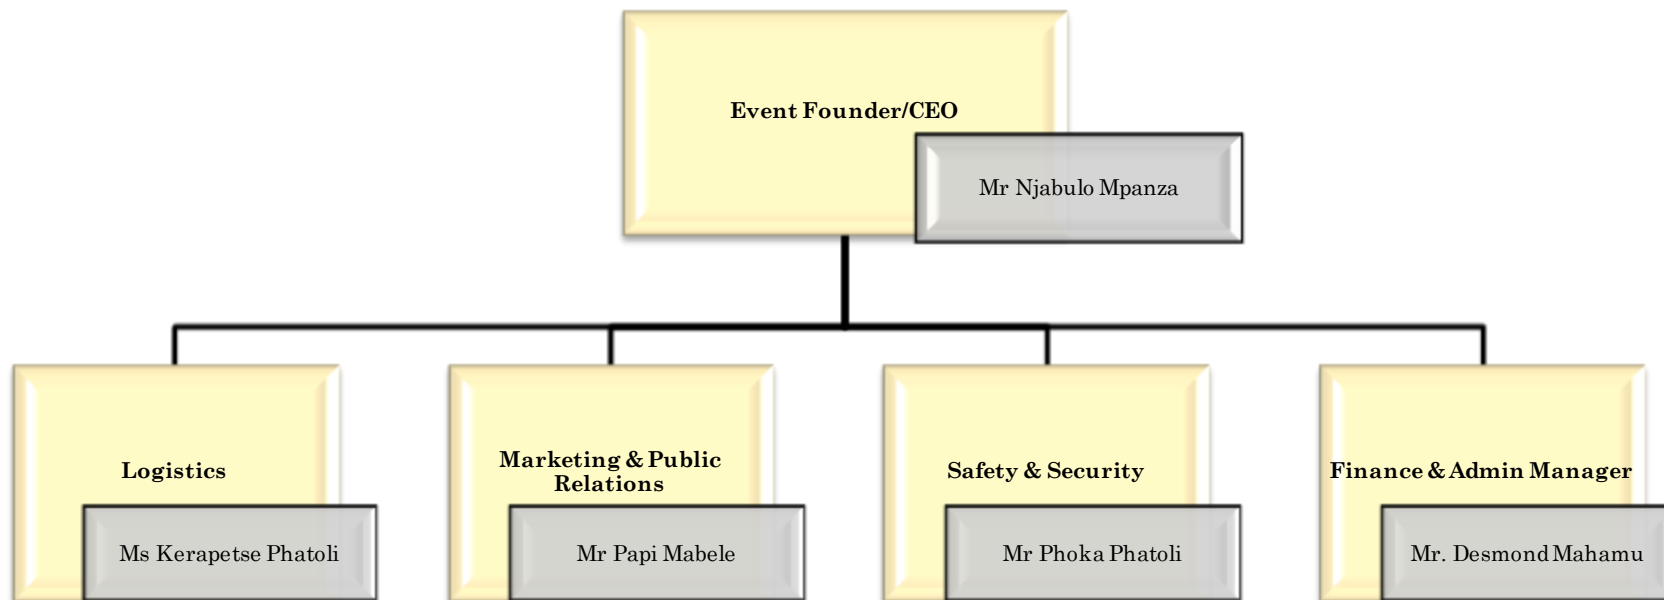 Event Founder/CEO
Mr Njabulo Mpanza
Logistics
Ms Kerapetse Phatoli
Marketing & Public
Relations
Mr Papi Mabele
Safety & Security
Mr Phoka Phatoli
Finance & Admin Manager
Mr. Desmond Mahamu